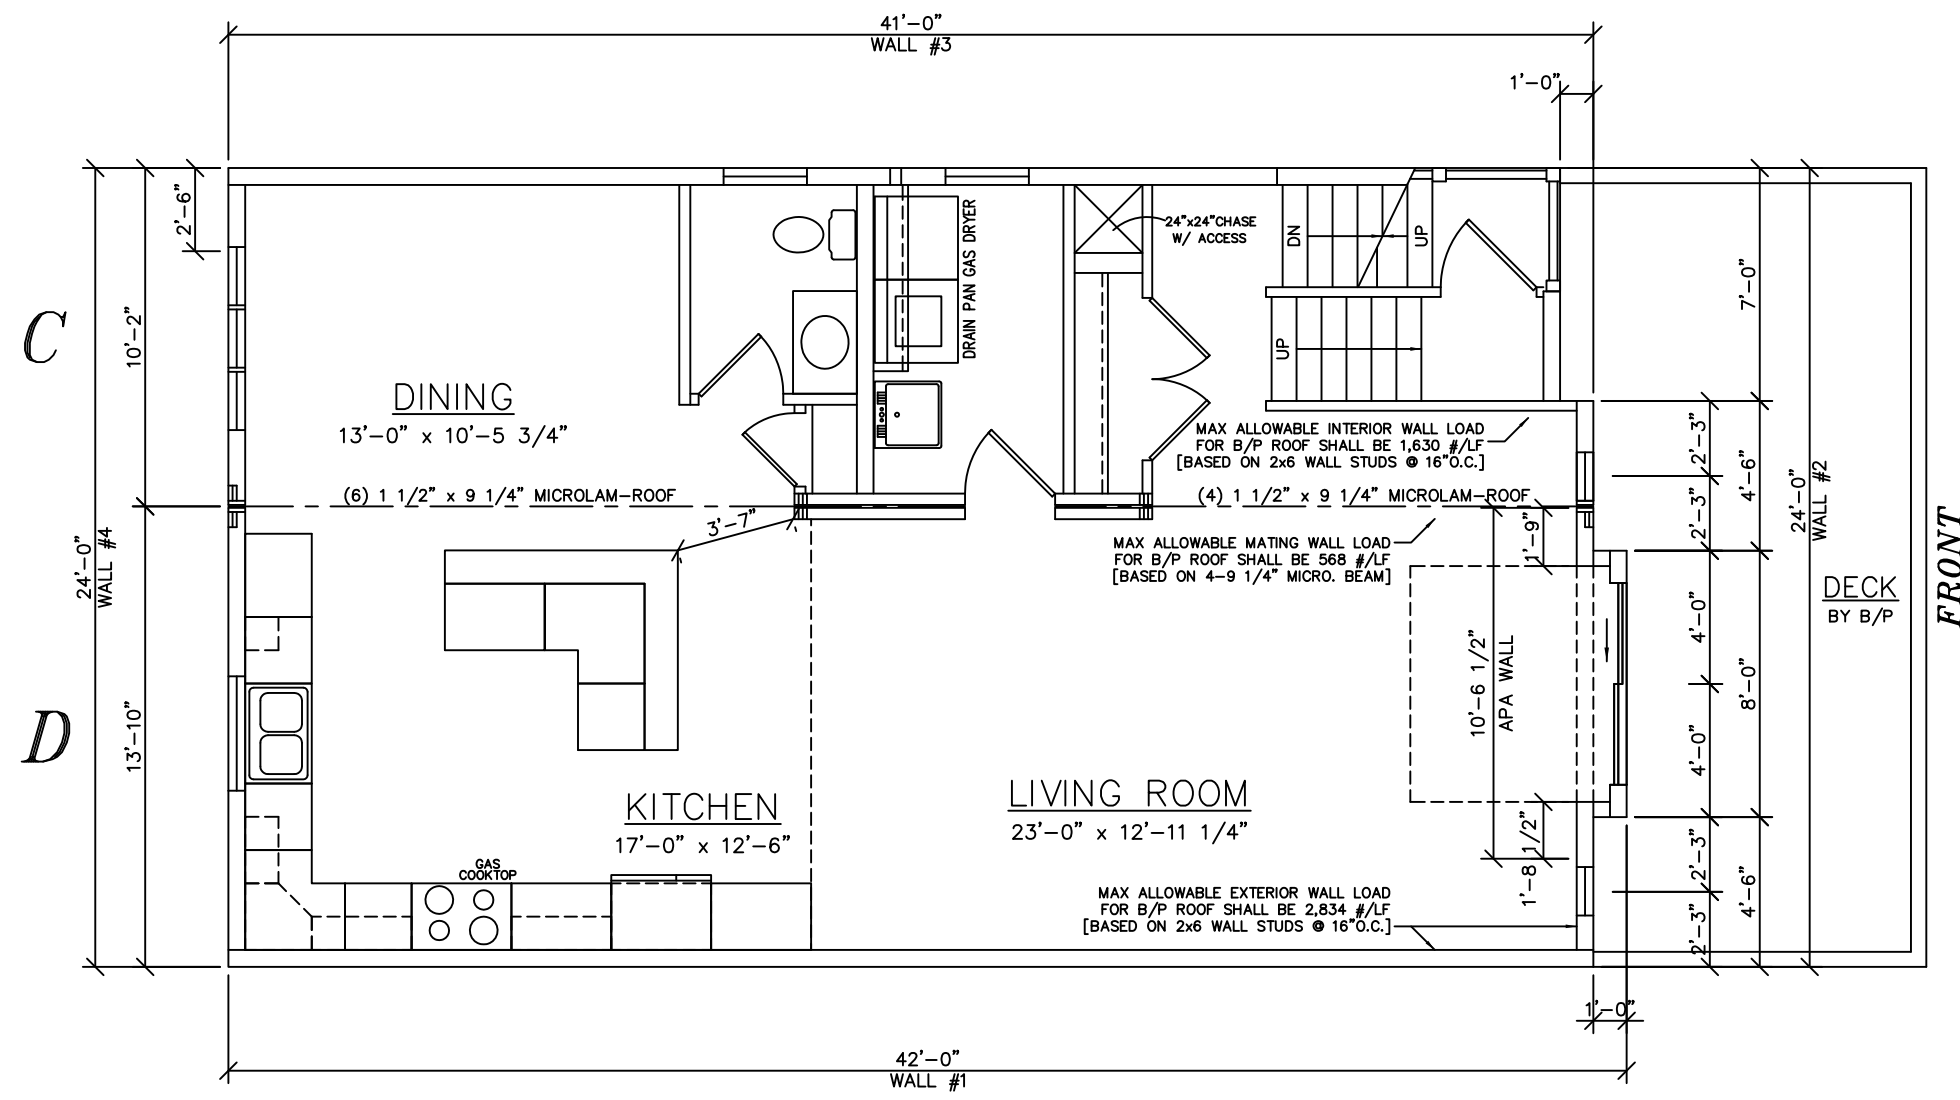 41'-0"
WALL #3
1'-0"
2'-6"
10'-2"
24'-0"
WALL #4
13'-10"
C
D
DINING
13'-0" x 10'-5 3/4"
(6) 1 1/2" x 9 1/4" MICROLAM-ROOF
3'-7"
DRAIN PAN GAS DRYER
24"x24"CHASE
W/ ACCESS
DN
UP
UP
MAX ALLOWABLE INTERIOR WALL LOAD
FOR B/P ROOF SHALL BE 1,630 #/LF
[BASED ON 2x6 WALL STUDS @ 16"O.C.]
(4) 1 1/2" x 9 1/4" MICROLAM-ROOF
MAX ALLOWABLE MATING WALL LOAD
FOR B/P ROOF SHALL BE 568 #/LF
[BASED ON 4-9 1/4" MICRO. BEAM]
1'-9"
10'-6 1/2"
APA WALL
1'-8 1/2"
KITCHEN
17'-0" x 12'-6"
GAS
COOKTOP
LIVING ROOM
23'-0" x 12'-11 1/4"
MAX ALLOWABLE EXTERIOR WALL LOAD
FOR B/P ROOF SHALL BE 2,834 #/LF
[BASED ON 2x6 WALL STUDS @ 16"O.C.]
7'-0"
2'-3"
4'-6"
2'-3"
4'-0"
8'-0"
4'-0"
2'-3"
4'-6"
2'-3"
24'-0"
WALL #2
DECK
BY B/P
FRONT
1'-0"
42'-0"
WALL #1